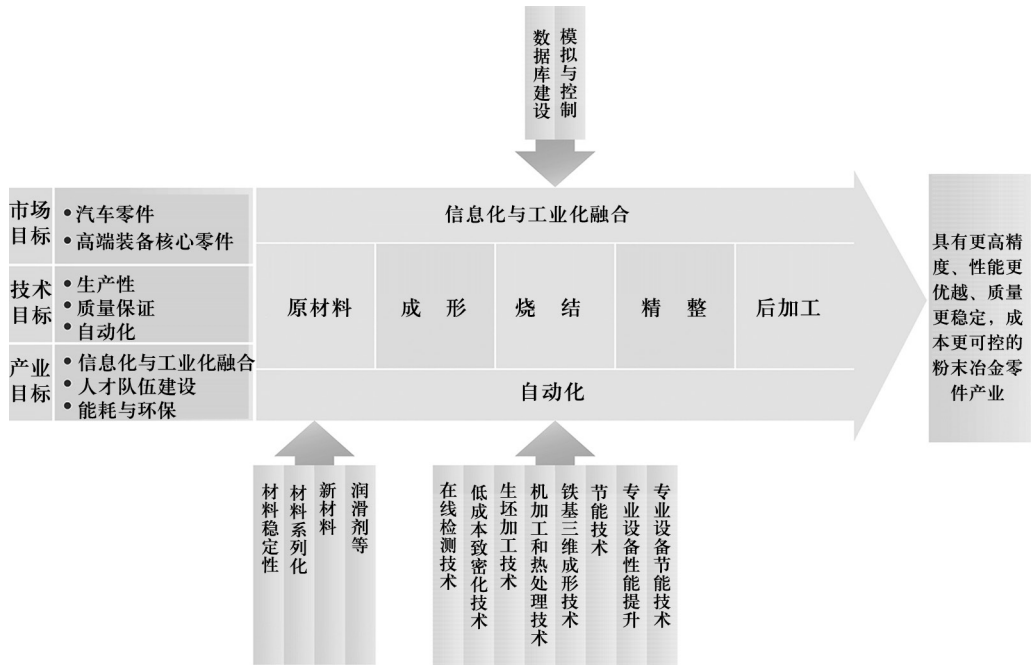 数据库建设
模拟与控制
市场
目标
• 汽车零件
• 高端装备核心零件
技术
目标
• 生产性
• 质量保证
• 自动化
产业
目标
• 信息化与工业化融合
• 人才队伍建设
• 能耗与环保
信息化与工业化融合
原材料
成 形
烧 结
精 整
后加工
自动化
具有更高精
度、性能更
优越、质量
更稳定，成
本更可控的
粉末冶金零
件产业
材料稳定性
材料系列化
新材料
润滑剂等
在线检测技术
低成本致密化技术
生坯加工技术
机加工和热处理技术
铁基三维成形技术
节能技术
专业设备性能提升
专业设备节能技术